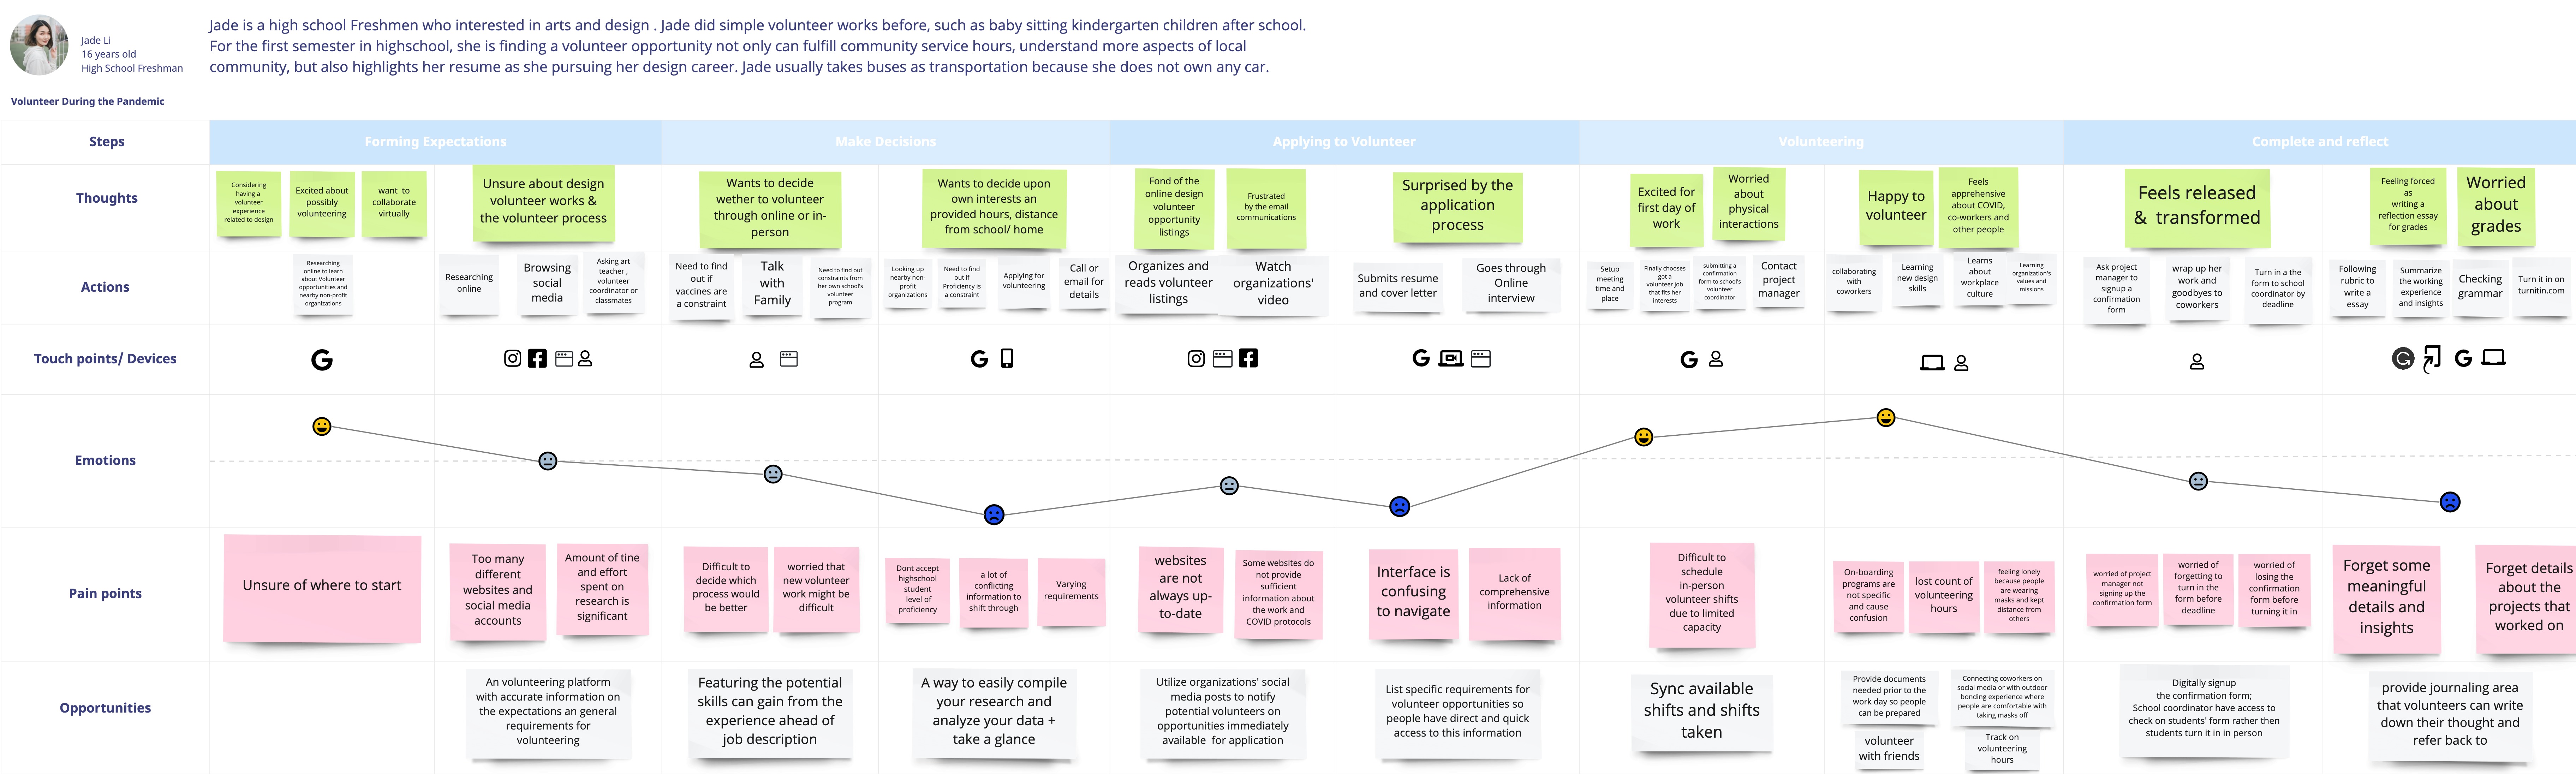 Jade Li
16 years old
High School Freshman
Jade is a high school Freshmen who interested in arts and design . Jade did simple volunteer works before, such as baby sitting kindergarten children after school.
For the first semester in highschool, she is finding a volunteer opportunity not only can fulfill community service hours, understand more aspects of local
community, but also highlights her resume as she pursuing her design career. Jade usually takes buses as transportation because she does not own any car.
Volunteer During the Pandemic
Steps
Forming Expectations
Make Decisions
Applying to Volunteer
Volunteering
Complete and reflect
Thoughts
Considering
having a
volunteer
experience
related to design
Excited about
possibly
volunteering
want to
collaborate
virtually
Unsure about design
volunteer works &
the volunteer process
Wants to decide
wether to volunteer
through online or in-
person
Wants to decide upon
own interests an
provided hours, distance
from school/ home
Fond of the
online design
volunteer
opportunity
listings
Frustrated
by the email
communications
Surprised by the
application
process
Excited for
first day of
work
Worried
about
physical
interactions
Happy to
volunteer
Feels
apprehensive
about COVID,
co-workers and
other people
Feels released
& transformed
Feeling forced
as
writing a
reflection essay
for grades
Worried
about
grades
Actions
Researching
online to learn
about Volunteer
opportunities and
nearby non-profit
organizations
Researching
online
Browsing
social
media
Asking art
teacher ,
volunteer
coordinator or
classmates
Need to find
out if
vaccines are
a constraint
Talk
with
Family
Need to find out
constraints from
her own school's
volunteer
program
Looking up
nearby non-
profit
organizations
Need to find
out if
Proficiency is
a constraint
Applying for
volunteering
Call or
email for
details
Organizes and
reads volunteer
listings
Watch
organizations'
video
Submits resume
and cover letter
Goes through
Online
interview
Setup
meeting
time and
place
Finally chooses
got a
volunteer job
that fits her
interests
submitting a
confirmation
form to school's
volunteer
coordinator
Contact
project
manager
collaborating
with
coworkers
Learning
new design
skills
Learns
about
workplace
culture
Learning
organization's
values and
missions
Ask project
manager to
signup a
confirmation
form
wrap up her
work and
goodbyes to
coworkers
Turn in a the
form to school
coordinator by
deadline
Following
rubric to
write a
essay
Summarize
the working
experience
and insights
Checking
grammar
Turn it in on
turnitin.com
Touch points/ Devices
Emotions
Pain points
Unsure of where to start
Too many
different
websites and
social media
accounts
Amount of tine
and effort
spent on
research is
significant
Difficult to
decide which
process would
be better
worried that
new volunteer
work might be
difficult
Dont accept
highschool
student
level of
proficiency
a lot of
conflicting
information to
shift through
Varying
requirements
websites
are not
always up-
to-date
Some websites do
not provide
sufficient
information about
the work and
COVID protocols
Interface is
confusing
to navigate
Lack of
comprehensive
information
Difficult to
schedule
in-person
volunteer shifts
due to limited
capacity
On-boarding
programs are
not specific
and cause
confusion
lost count of
volunteering
hours
feeling lonely
because people
are wearing
masks and kept
distance from
others
worried of project
manager not
signing up the
confirmation form
worried of
forgetting to
turn in the
form before
deadline
worried of
losing the
confirmation
form before
turning it in
Forget some
meaningful
details and
insights
Forget details
about the
projects that
worked on
Opportunities
An volunteering platform
with accurate information on
the expectations an general
requirements for
volunteering
Featuring the potential
skills can gain from the
experience ahead of
job description
A way to easily compile
your research and
analyze your data +
take a glance
Utilize organizations' social
media posts to notify
potential volunteers on
opportunities immediately
available for application
List specific requirements for
volunteer opportunities so
people have direct and quick
access to this information
Sync available
shifts and shifts
taken
Provide documents
needed prior to the
work day so people
can be prepared
Connecting coworkers on
social media or with outdoor
bonding experience where
people are comfortable with
taking masks off
volunteer
with friends
Track on
volunteering
hours
Digitally signup
the confirmation form;
School coordinator have access to
check on students' form rather then
students turn it in in person
provide journaling area
that volunteers can write
down their thought and
refer back to